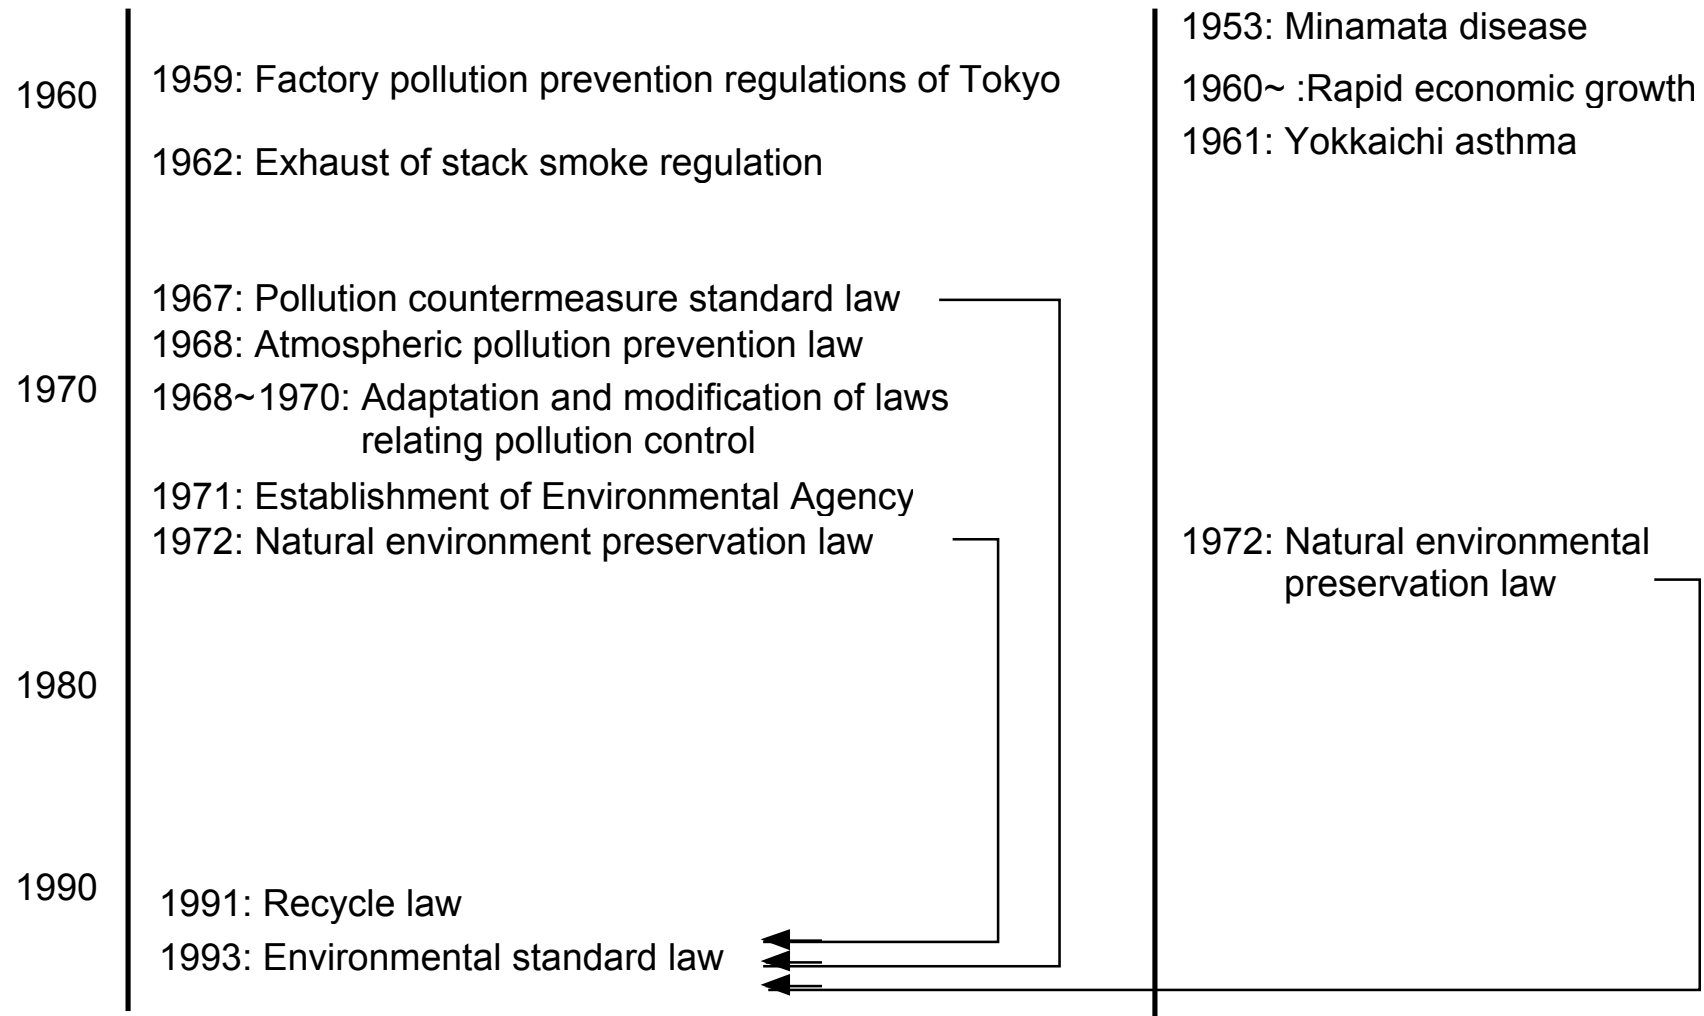 1960
1970
1980
1990
1959: Factory pollution prevention regulations of Tokyo
1962: Exhaust of stack smoke regulation
1967: Pollution countermeasure standard law
1968: Atmospheric pollution prevention law
1968~1970: Adaptation and modification of laws
relating pollution control
1971: Establishment of Environmental Agency
1972: Natural environment preservation law
1991: Recycle law
1993: Environmental standard law
1953: Minamata disease
1960~ :Rapid economic growth
1961: Yokkaichi asthma
1972: Natural environmental
preservation law